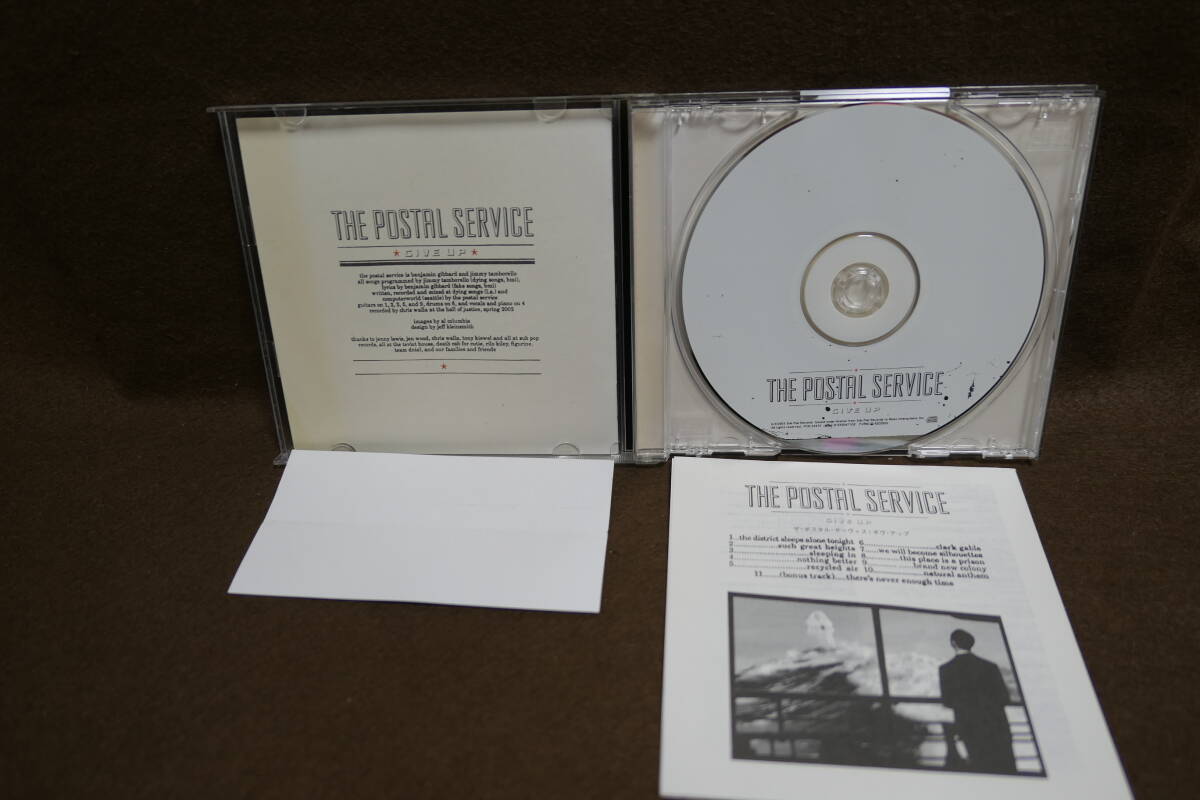 THE POSTAL SERVICE
★ GIVE UP ★
the postal service is benjamin gibbard and jimmy tamborello
all songs programmed by jimmy tamborello (dying songs, bmi),
lyrics by benjamin gibbard (fake songs, bmi)
written, recorded and mixed at dying songs (l.a.) and
computerworld (seattle) by the postal service
guitars on 1, 2, 3, 5, and 9, drums on 8, and vocals and piano on 4
recorded by chris walla at the hall of justice, spring 2002
images by al columbia
design by jeff kleinsmith
thanks to jenny lewis, jen wood, chris walla, tony kiewel and all at sub pop
records, all at the tavist house, death cab for cutie, rilo kiley, figurine,
team dntel, and our families and friends
★
THE POSTAL SERVICE
GIVE UP
THE POSTAL SERVICE
GIVE UP
ザ・ポスタル・サーヴィス/ギヴ・アップ
1...the district sleeps alone tonight 6....................clark gable
2............such great heights 7....we will become silhouettes
3....................sleeping in 8.........this place is a prison
4.................nothing better 9.............brand new colony
5...................recycled air 10..............natural anthem
11.....(bonus track)....there's never enough time